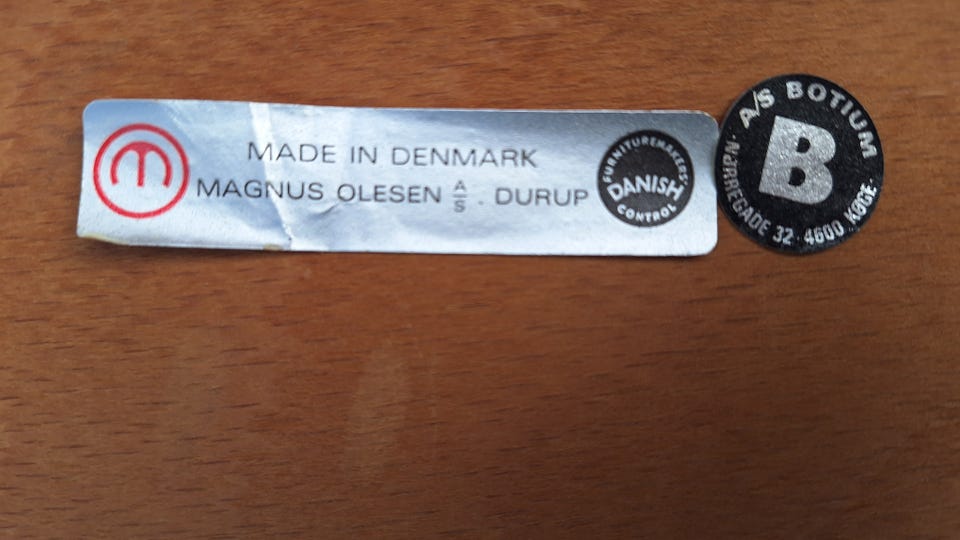 MADE IN DENMARK
MAGNUS OLESEN A/S . DURUP
FURNITUREMAKERS'
DANISH
CONTROL
A/S BOTIUM
B
·NØRREGADE 32·4600 KØGE·